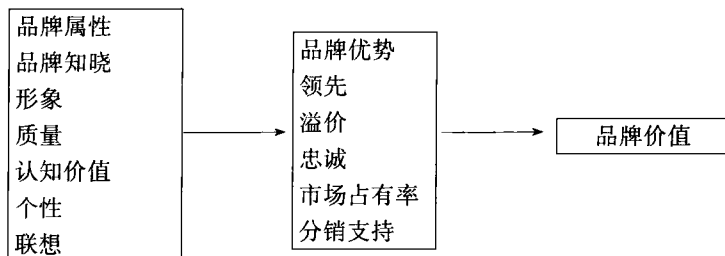 品牌属性
品牌知晓
形象
质量
认知价值
个性
联想
品牌优势
领先
溢价
忠诚
市场占有率
分销支持
品牌价值